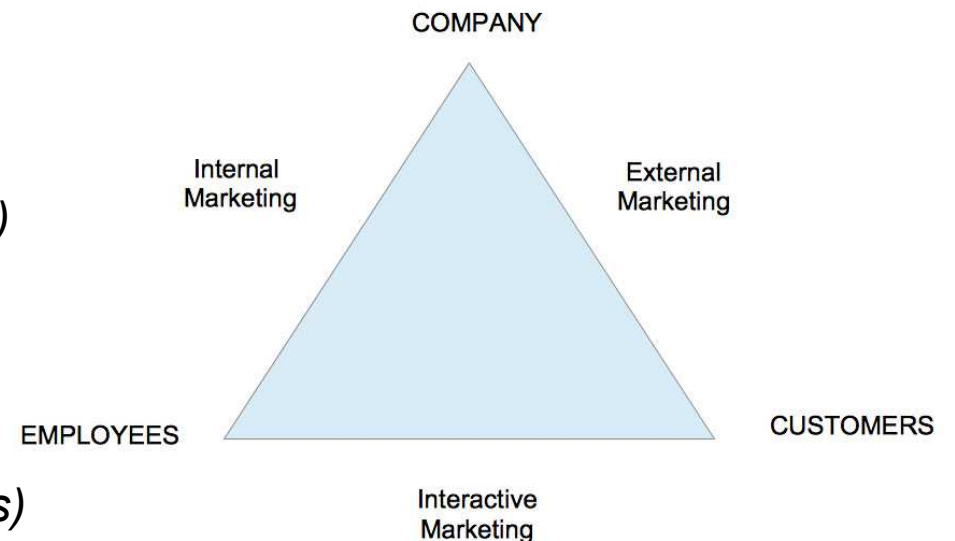 COMPANY
Internal
Marketing
External
Marketing
)
EMPLOYEES
CUSTOMERS
s)
Interactive
Marketing